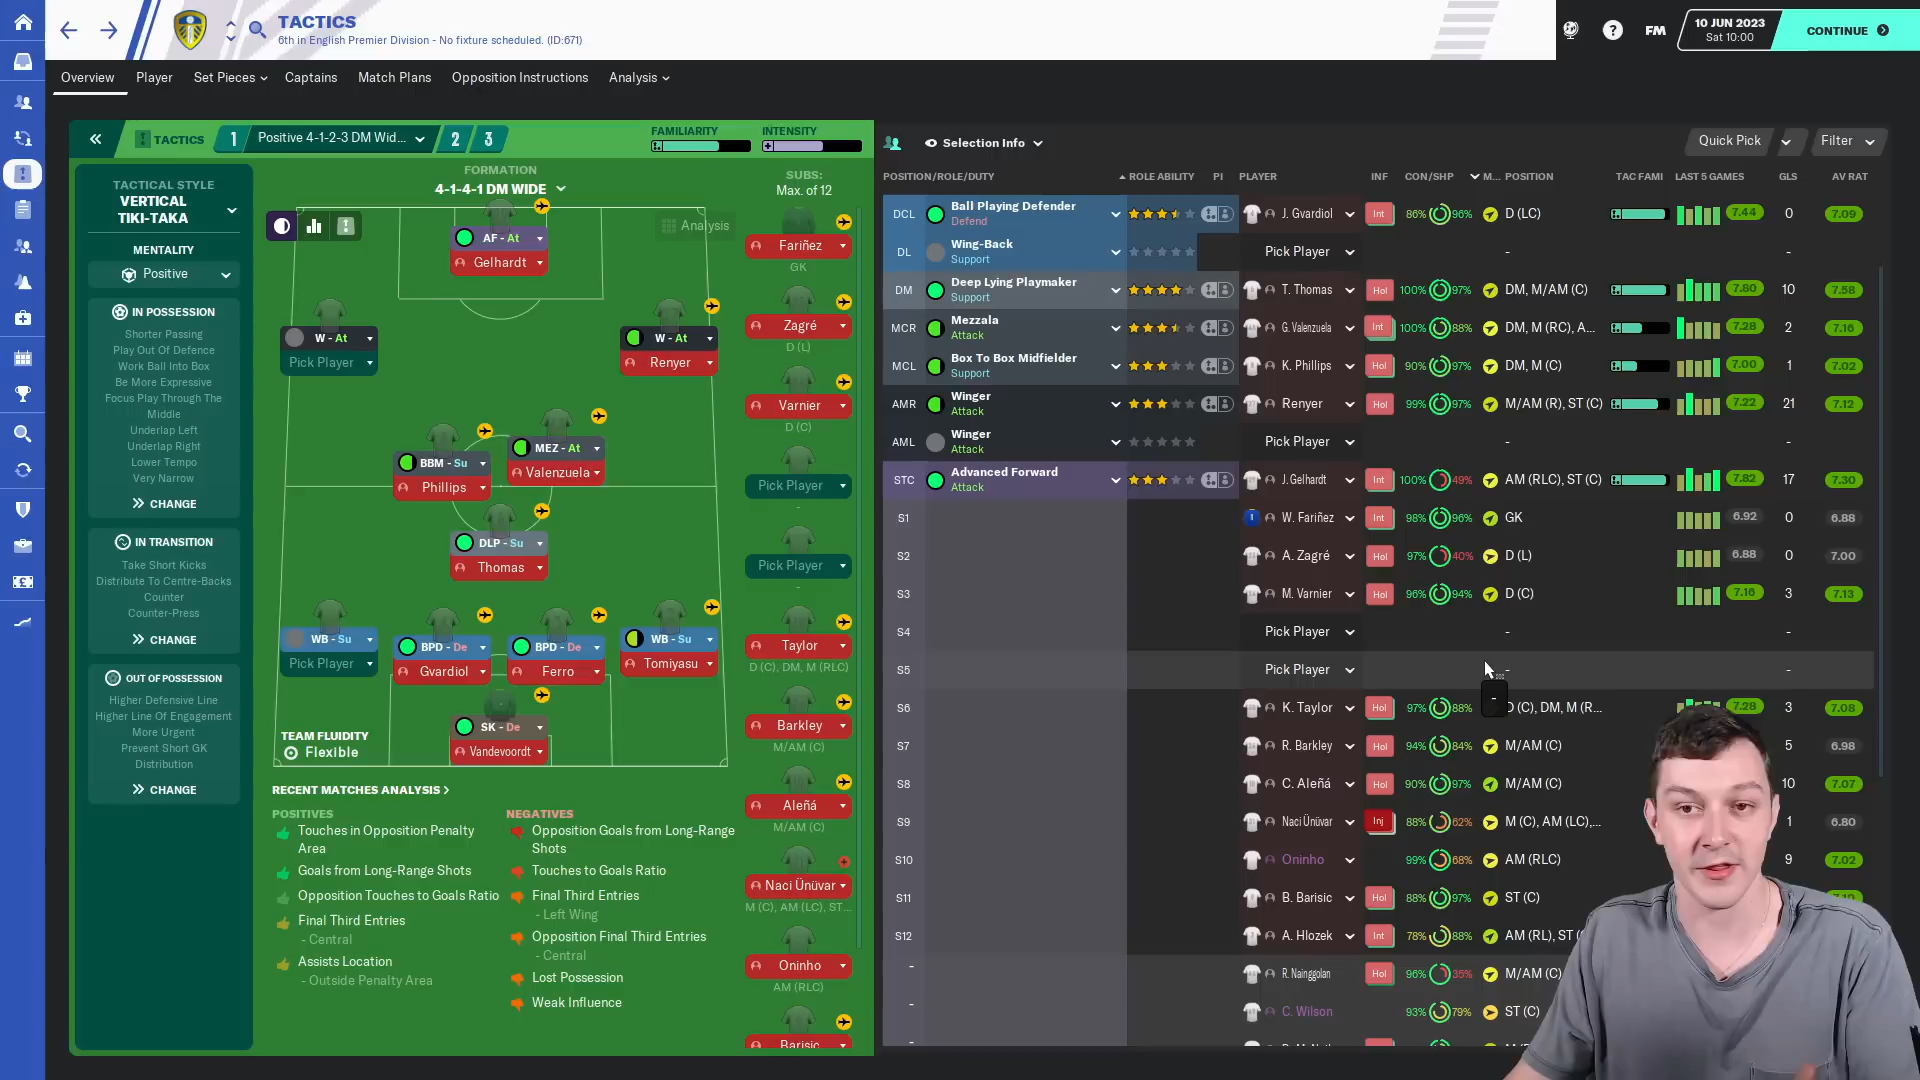 TACTICS
6th in English Premier Division - No fixture scheduled. (ID:671)
FM
10 JUN 2023
Sat 10:00
CONTINUE
Overview
Player
Set Pieces
Captains
Match Plans
Opposition Instructions
Analysis
TACTICS
1
Positive 4-1-2-3 DM Wid...
2
3
FAMILIARITY
INTENSITY
TACTICAL STYLE
VERTICAL
TIKI-TAKA
MENTALITY
Positive
IN POSSESSION
Shorter Passing
Play Out Of Defence
Work Ball Into Box
Be More Expressive
Focus Play Through The
Middle
Underlap Left
Underlap Right
Lower Tempo
Very Narrow
CHANGE
IN TRANSITION
Take Short Kicks
Distribute To Centre-Backs
Counter
Counter-Press
CHANGE
OUT OF POSSESSION
Higher Defensive Line
Higher Line Of Engagement
More Urgent
Prevent Short GK
Distribution
CHANGE
FORMATION
4-1-4-1 DM WIDE
Analysis
AF - At
Gelhardt
W - At
Pick Player
W - At
Renyer
BBM - Su
Phillips
MEZ - At
Valenzuela
DLP - Su
Thomas
WB - Su
Pick Player
BPD - De
Gvardiol
BPD - De
Ferro
WB - Su
Tomiyasu
SK - De
Vandevoordt
TEAM FLUIDITY
Flexible
RECENT MATCHES ANALYSIS >
POSITIVES
Touches in Opposition Penalty
Area
Goals from Long-Range Shots
Opposition Touches to Goals Ratio
Final Third Entries
- Central
Assists Location
- Outside Penalty Area
NEGATIVES
Opposition Goals from Long-Range
Shots
Touches to Goals Ratio
Final Third Entries
- Left Wing
Opposition Final Third Entries
- Central
Lost Possession
Weak Influence
SUBS:
Max. of 12
Fariñez
GK
Zagré
D (L)
Varnier
D (C)
Pick Player
-
Pick Player
-
Taylor
D (C), DM, M (RLC)
Barkley
M/AM (C)
Aleñá
M/AM (C)
Naci Ünüvar
M (C), AM (LC), ST...
Oninho
AM (RLC)
Barisic
Selection Info
Quick Pick
Filter
POSITION/ROLE/DUTY
ROLE ABILITY
PI
PLAYER
INF
CON/SHP
M...
POSITION
TAC FAMI
LAST 5 GAMES
GLS
AV RAT
DCL Ball Playing Defender Defend J. Gvardiol Int 86% 96% D (LC) 7.44 0 7.09
DL Wing-Back Support Pick Player - -
DM Deep Lying Playmaker Support T. Thomas Hol 100% 97% DM, M/AM (C) 7.80 10 7.58
MCR Mezzala Attack G. Valenzuela Int 100% 88% DM, M (RC), A... 7.28 2 7.16
MCL Box To Box Midfielder Support K. Phillips Hol 90% 97% DM, M (C) 7.00 1 7.02
AMR Winger Attack Renyer Hol 99% 97% M/AM (R), ST (C) 7.22 21 7.12
AML Winger Attack Pick Player - -
STC Advanced Forward Attack J. Gelhardt Int 100% 49% AM (RLC), ST (C) 7.82 17 7.30
S1 W. Fariñez Int 98% 96% GK 6.92 0 6.88
S2 A. Zagré Hol 97% 40% D (L) 6.88 0 7.00
S3 M. Varnier Hol 96% 94% D (C) 7.16 3 7.13
S4 Pick Player - -
S5 Pick Player - -
S6 K. Taylor Hol 97% 88% D (C), DM, M (R... 7.28 3 7.08
S7 R. Barkley Hol 94% 84% M/AM (C) 5 6.98
S8 C. Aleñá Hol 90% 97% M/AM (C) 10 7.07
S9 Naci Ünüvar Inj 88% 62% M (C), AM (LC),... 1 6.80
S10 Oninho 99% 68% AM (RLC) 9 7.02
S11 B. Barisic Hol 88% 97% ST (C)
S12 A. Hlozek Int 78% 88% AM (RL), ST
- R. Nainggolan Hol 96% 35% M/AM (C)
- C. Wilson 93% 79% ST (C)